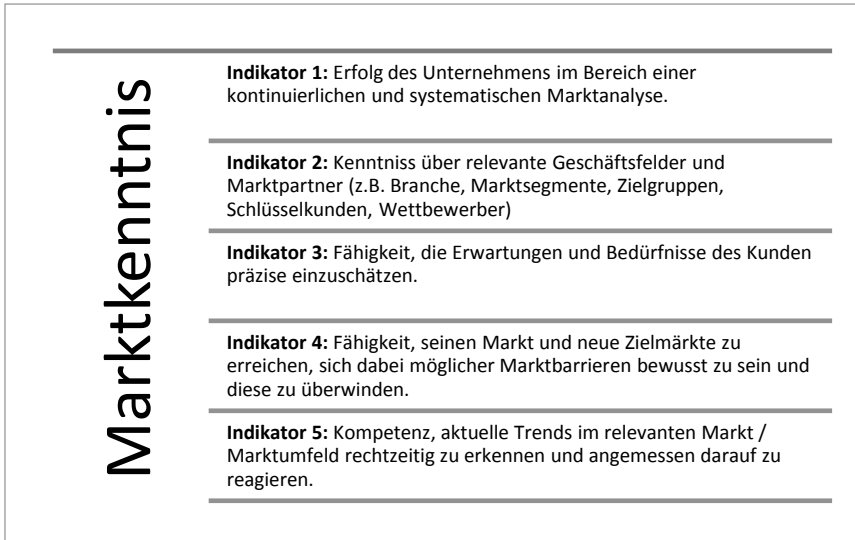 Marktkenntnis
Indikator 1: Erfolg des Unternehmens im Bereich einer
kontinuierlichen und systematischen Marktanalyse.
Indikator 2: Kenntniss über relevante Geschäftsfelder und
Marktpartner (z.B. Branche, Marktsegmente, Zielgruppen,
Schlüsselkunden, Wettbewerber)
Indikator 3: Fähigkeit, die Erwartungen und Bedürfnisse des Kunden
präzise einzuschätzen.
Indikator 4: Fähigkeit, seinen Markt und neue Zielmärkte zu
erreichen, sich dabei möglicher Marktbarrieren bewusst zu sein und
diese zu überwinden.
Indikator 5: Kompetenz, aktuelle Trends im relevanten Markt /
Marktumfeld rechtzeitig zu erkennen und angemessen darauf zu
reagieren.